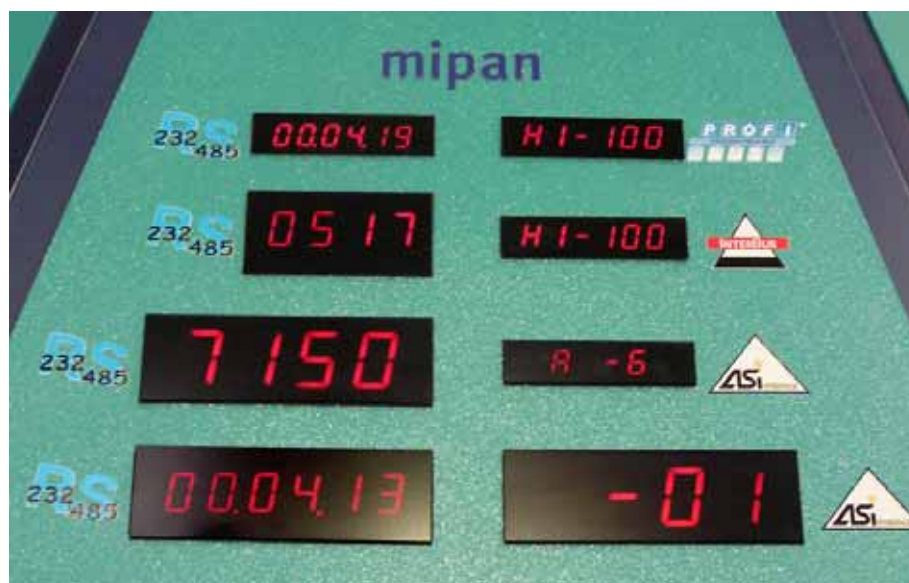 mipan
RS 232 485 00.04.19 HI-100 PROFI
RS 232 485 0517 HI-100 INTERBUS
RS 232 485 7150 A -6 ASi
RS 232 485 00.04.13 -01 ASi